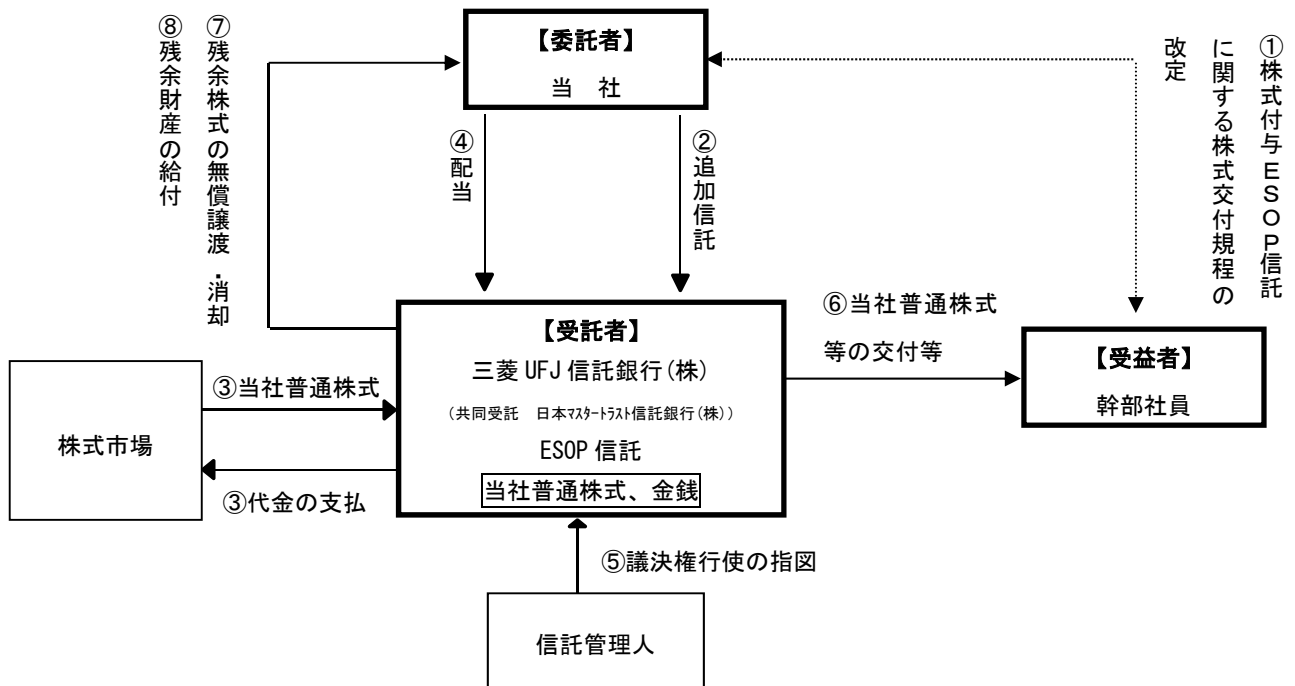 ⑧残余財産の給付
⑦残余株式の無償譲渡・消却
【委託者】
当 社
①株式付与ESOP信託
に関する株式交付規程の
改定
④配当
②追加信託
【受託者】
三菱 UFJ 信託銀行(株)
(共同受託 日本ﾏｽﾀｰﾄﾗｽﾄ信託銀行(株))
ESOP 信託
当社普通株式、金銭
⑥当社普通株式
等の交付等
【受益者】
幹部社員
株式市場
③当社普通株式
③代金の支払
⑤議決権行使の指図
信託管理人